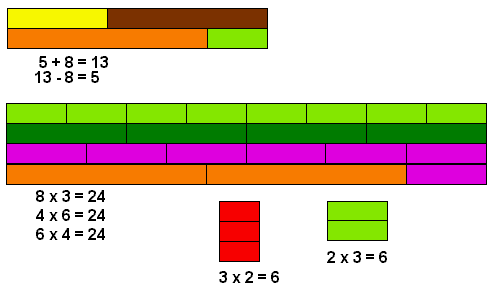 5 + 8 = 13
13 - 8 = 5
8 x 3 = 24
4 x 6 = 24
6 x 4 = 24
3 x 2 = 6
2 x 3 = 6